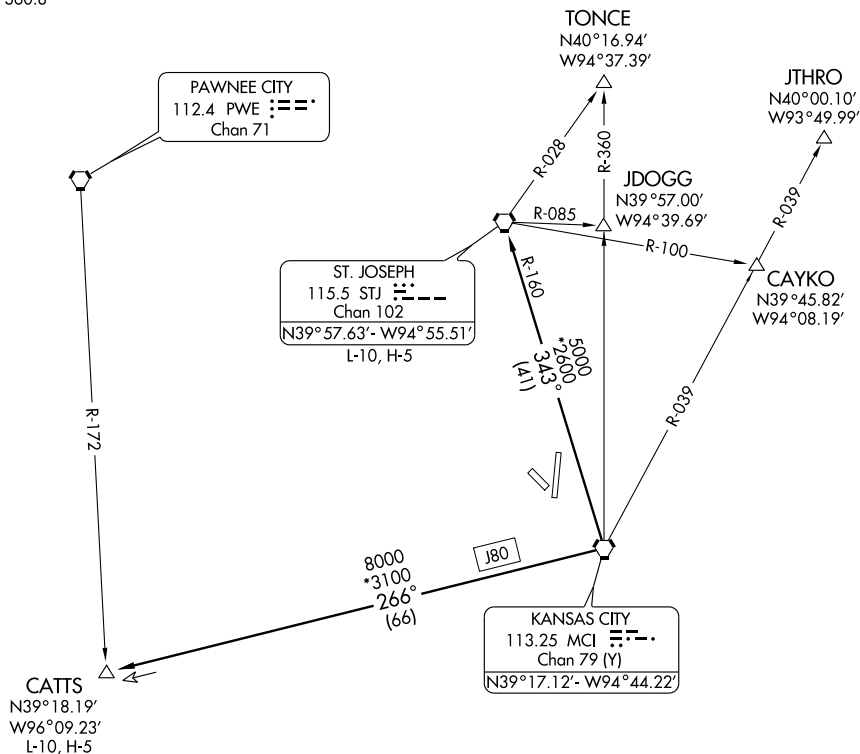 TONCE
N40°16.94'
W94°37.39'
JTHRO
N40°00.10'
W93°49.99'
PAWNEE CITY
112.4 PWE
Chan 71
R-028
R-360
R-039
JDOGG
N39°57.00'
W94°39.69'
R-085
R-100
R-160
CAYKO
N39°45.82'
W94°08.19'
ST. JOSEPH
115.5 STJ
Chan 102
N39°57.63'- W94°55.51'
L-10, H-5
5000
*2600
343°
(41)
R-039
R-172
J80
8000
*3100
266°
(66)
KANSAS CITY
113.25 MCI
Chan 79 (Y)
N39°17.12'- W94°44.22'
CATTS
N39°18.19'
W96°09.23'
L-10, H-5